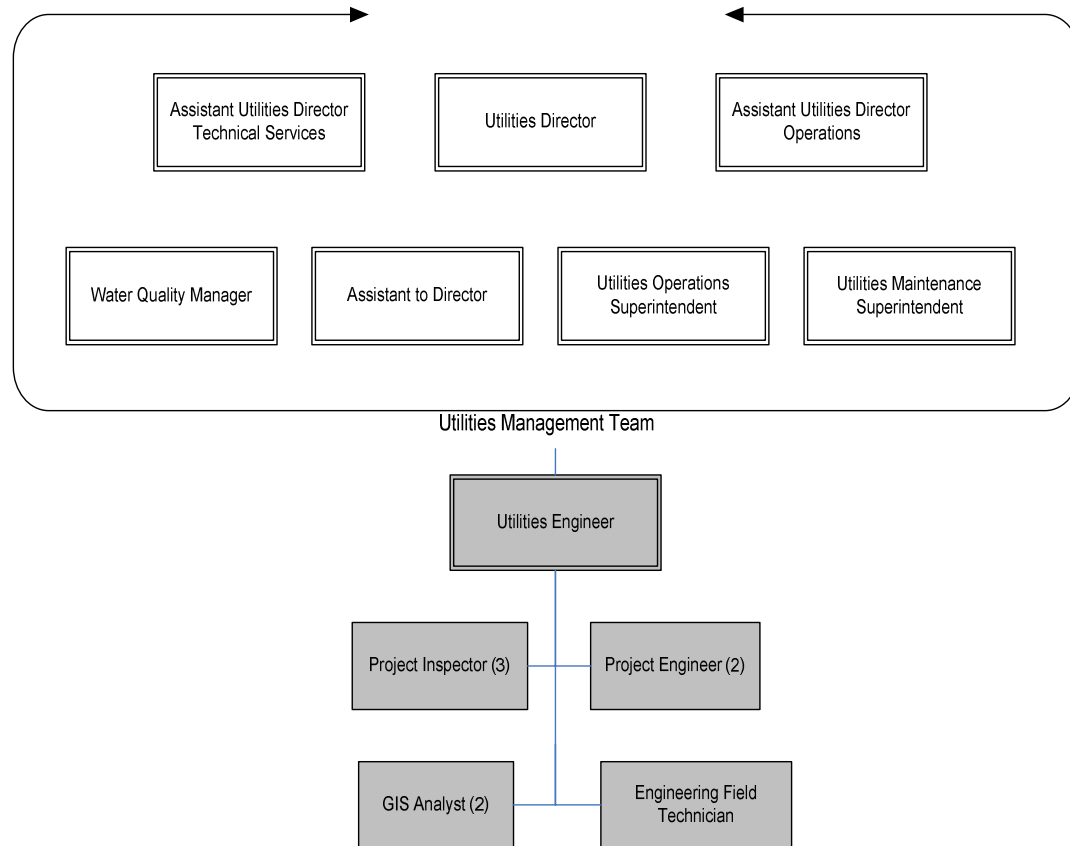 Assistant Utilities Director
Technical Services
Utilities Director
Assistant Utilities Director
Operations
Water Quality Manager
Assistant to Director
Utilities Operations
Superintendent
Utilities Maintenance
Superintendent
Utilities Management Team
Utilities Engineer
Project Inspector (3)
Project Engineer (2)
GIS Analyst (2)
Engineering Field
Technician